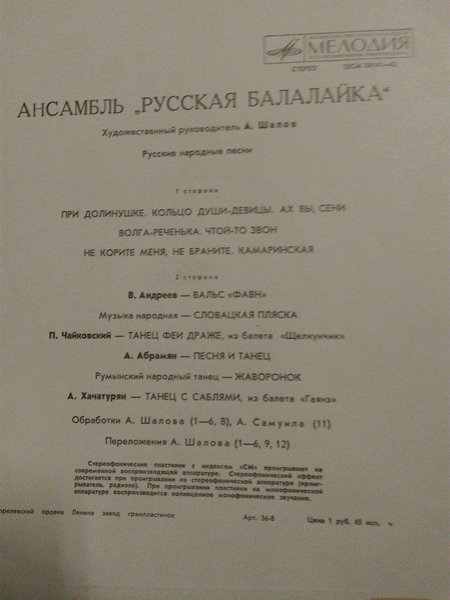 МЕЛОДИЯ
СТЕРЕО
АНСАМБЛЬ „РУССКАЯ БАЛАЛАЙКА“
Художественный руководитель А. Шалов
Русские народные песни
1 сторона
ПРИ ДОЛИНУШКЕ. КОЛЬЦО ДУШИ-ДЕВИЦЫ. АХ ВЫ, СЕНИ
ВОЛГА-РЕЧЕНЬКА. ЧТОЙ-ТО ЗВОН
НЕ КОРИТЕ МЕНЯ, НЕ БРАНИТЕ. КАМАРИНСКАЯ
2 сторона
В. Андреев — ВАЛЬС «ФАВН»
Музыка народная — СЛОВАЦКАЯ ПЛЯСКА
П. Чайковский — ТАНЕЦ ФЕИ ДРАЖЕ, из балета «Щелкунчик»
А. Абрамян — ПЕСНЯ И ТАНЕЦ
Румынский народный танец — ЖАВОРОНОК
А. Хачатурян — ТАНЕЦ С САБЛЯМИ, из балета «Гаянэ»
Обработки А. Шалова (1—6, 8), А. Самуила (11)
Переложения А. Шалова (1—6, 9, 12)
Стереофонические пластинки с индексом «СМ» проигрывают на
современной воспроизводящей аппаратуре. Стереофонический эффект
достигается при проигрывании на стереофонической аппаратуре (проиг-
рыватель, радиола). При проигрывании пластинки на монофонической
аппаратуре воспроизводится полноценное монофоническое звучание.
прелевский ордена Ленина завод грампластинок
Арт. 36-8
Цена 1 руб. 45 коп.